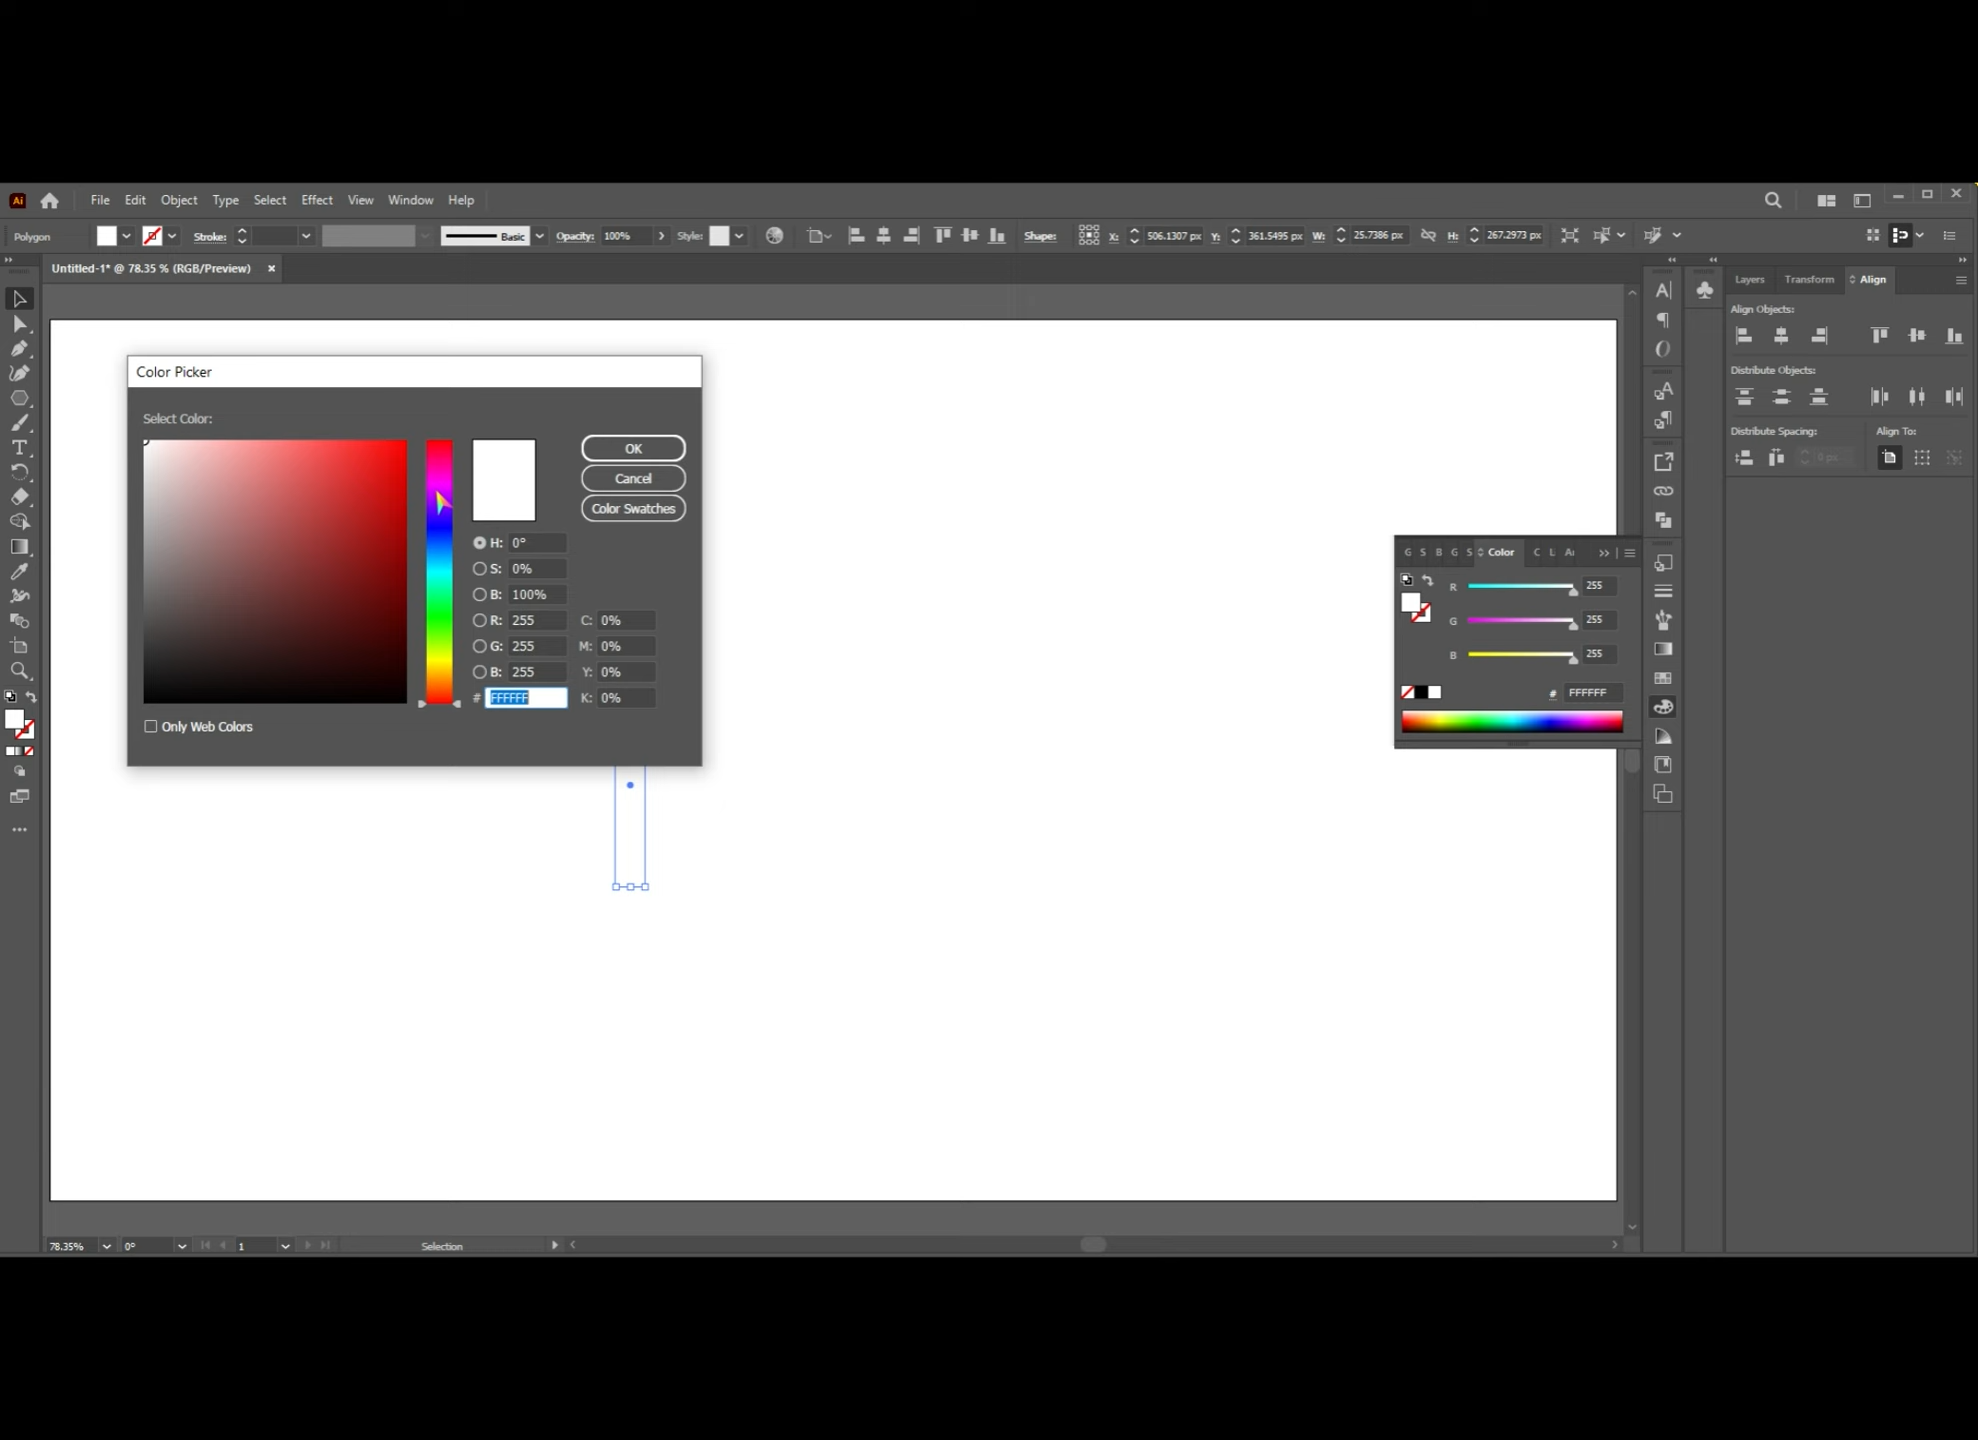 Ai File Edit Object Type Select Effect View Window Help
Polygon Stroke: Basic Opacity: 100% Style: Shape: X: 506.1307 px Y: 361.5495 px W: 25.7386 px H: 267.2973 px
Untitled-1* @ 78.35 % (RGB/Preview) ×
Layers Transform Align
Align Objects:
Distribute Objects:
Distribute Spacing: Align To:
0 px
Color Picker
Select Color:
OK
Cancel
Color Swatches
H: 0°
S: 0%
B: 100%
R: 255 C: 0%
G: 255 M: 0%
B: 255 Y: 0%
# FFFFFF K: 0%
Only Web Colors
G S B G S Color C L
R 255
G 255
B 255
# FFFFFF
78.35% 0° 1 Selection